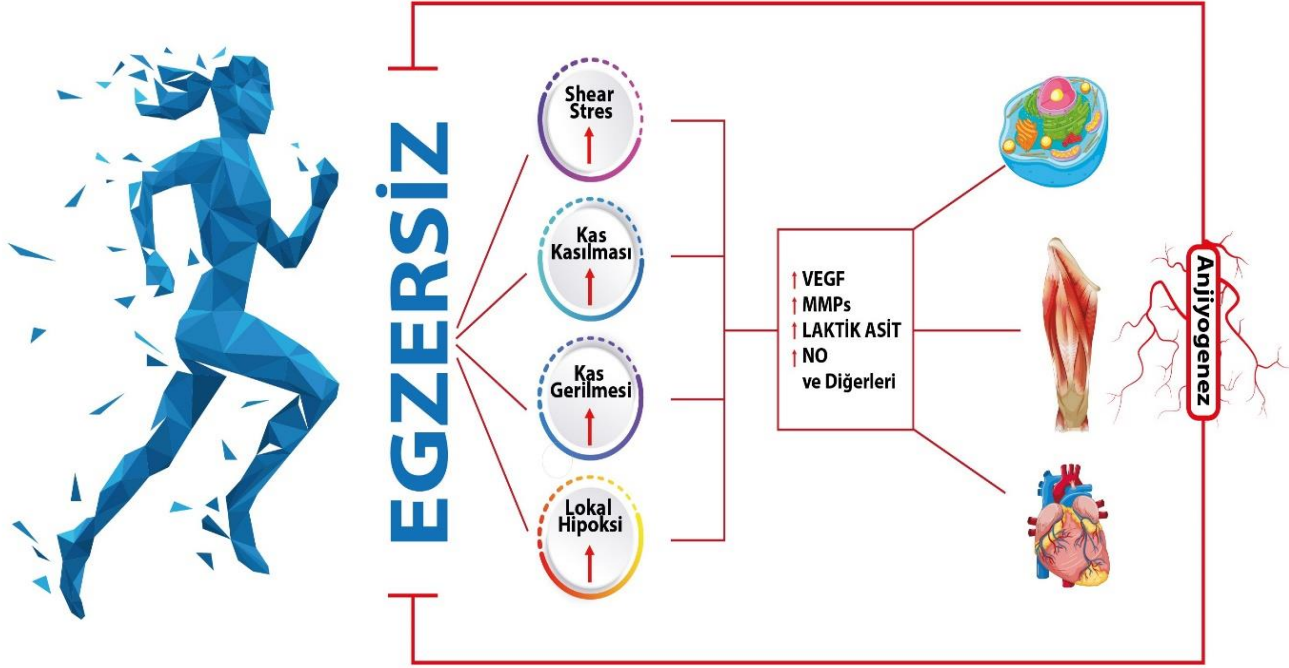 EGZERSİZ
Shear
Stres
Kas
Kasılması
Kas
Gerilmesi
Lokal
Hipoksi
VEGF
MMPs
LAKTİK ASİT
NO
ve Diğerleri
Anjiyogenez